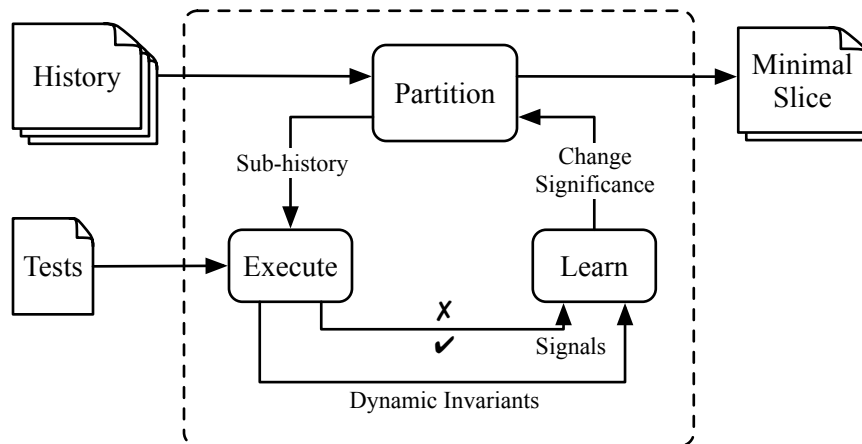 History
Partition
Minimal
Slice
Sub-history
Change
Significance
Tests
Execute
Learn
✗
✔
Signals
Dynamic Invariants